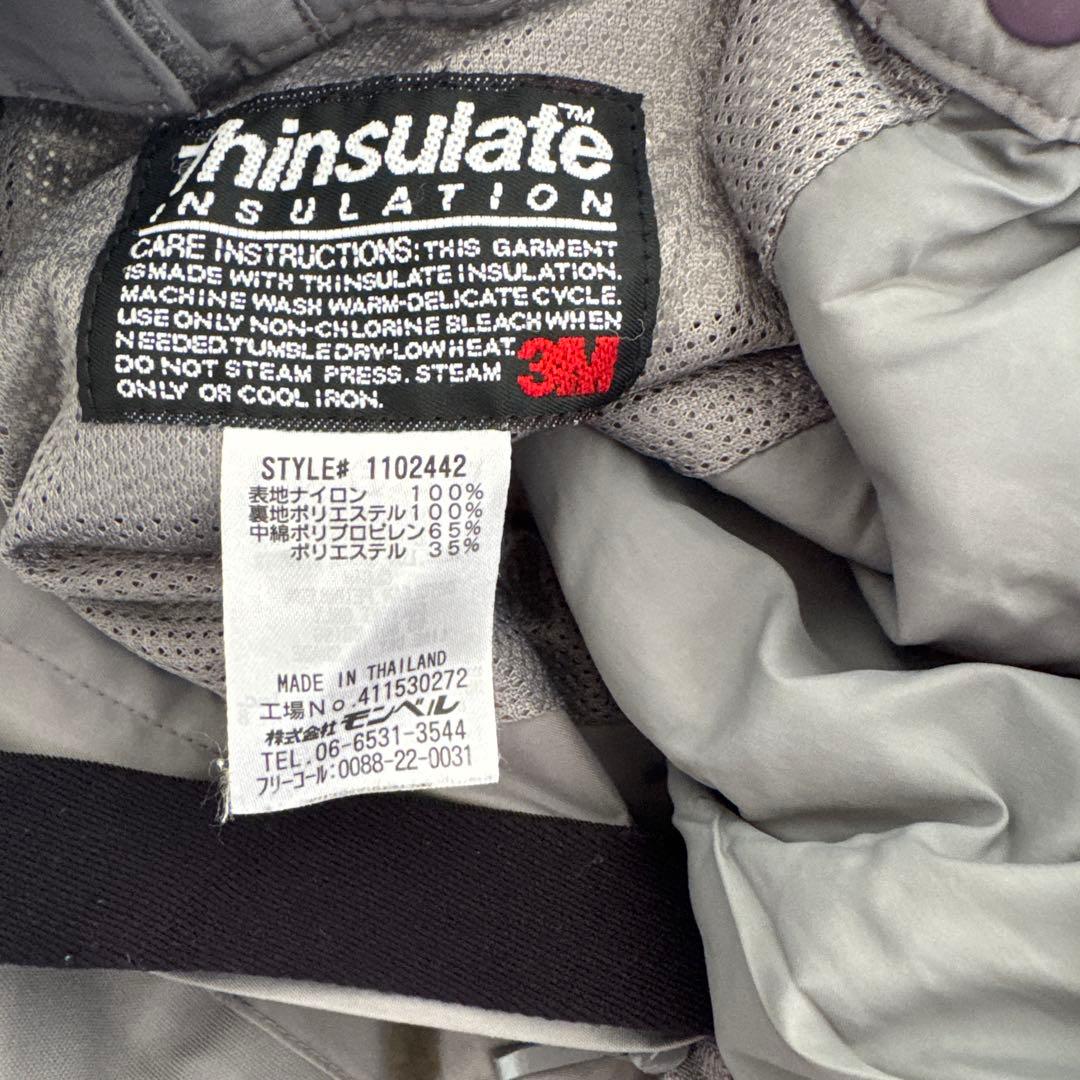 Thinsulate™
INSULATION
CARE INSTRUCTIONS: THIS GARMENT
IS MADE WITH THINSULATE INSULATION.
MACHINE WASH WARM-DELICATE CYCLE.
USE ONLY NON-CHLORINE BLEACH WHEN
NEEDED. TUMBLE DRY-LOW HEAT.
DO NOT STEAM PRESS. STEAM
ONLY OR COOL IRON.
3M
STYLE# 1102442
表地ナイロン 100%
裏地ポリエステル100%
中綿ポリプロピレン65%
ポリエステル 35%
MADE IN THAILAND
工場No.411530272
株式会社モンベル
TEL.06-6531-3544
フリーコール:0088-22-0031